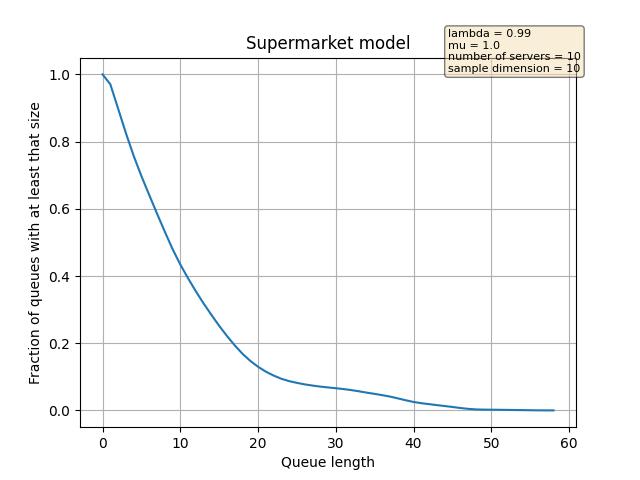 Supermarket model
lambda = 0.99
mu = 1.0
number of servers = 10
sample dimension = 10
Fraction of queues with at least that size
1.0
0.8
0.6
0.4
0.2
0.0
0 10 20 30 40 50 60
Queue length